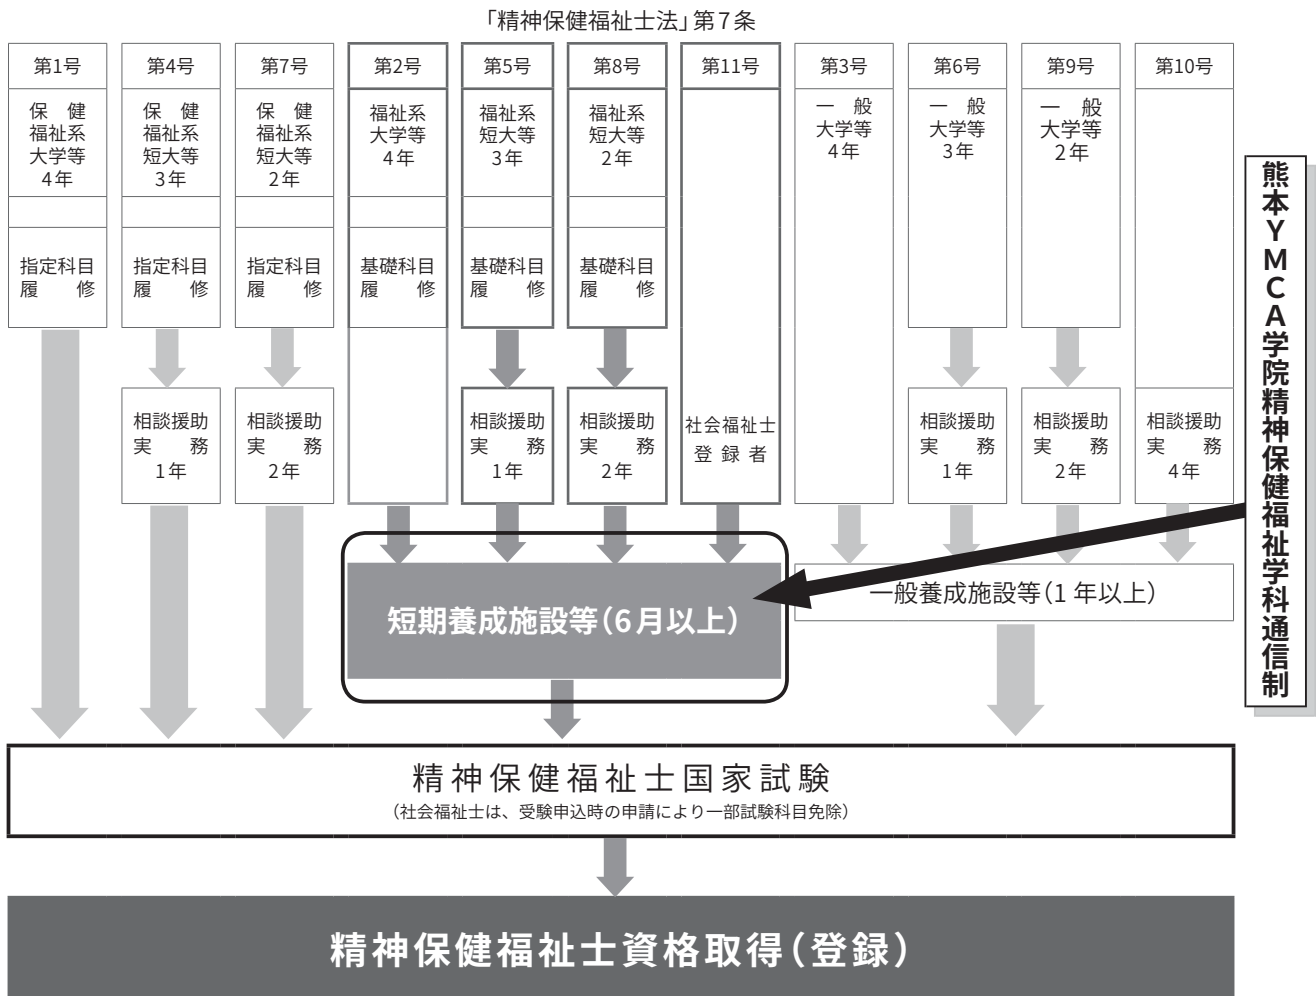 「精神保健福祉士法」第７条
第1号
第4号
第7号
第2号
第5号
第8号
第11号
第3号
第6号
第9号
第10号
保　健
福祉系
大学等
4年
保　健
福祉系
短大等
3年
保　健
福祉系
短大等
2年
福祉系
大学等
4年
福祉系
短大等
3年
福祉系
短大等
2年
一　般
大学等
4年
一　般
大学等
3年
一　般
大学等
2年
指定科目
履　　修
指定科目
履　　修
指定科目
履　　修
基礎科目
履　　修
基礎科目
履　　修
基礎科目
履　　修
相談援助
実　　務
1年
相談援助
実　　務
2年
相談援助
実　　務
1年
相談援助
実　　務
2年
社会福祉士
登 録 者
相談援助
実　　務
1年
相談援助
実　　務
2年
相談援助
実　　務
4年
熊本ＹＭＣＡ学院精神保健福祉学科通信制
短期養成施設等（6月以上）
一般養成施設等（1 年以上）
精神保健福祉士国家試験
（社会福祉士は、受験申込時の申請により一部試験科目免除）
精神保健福祉士資格取得（登録）